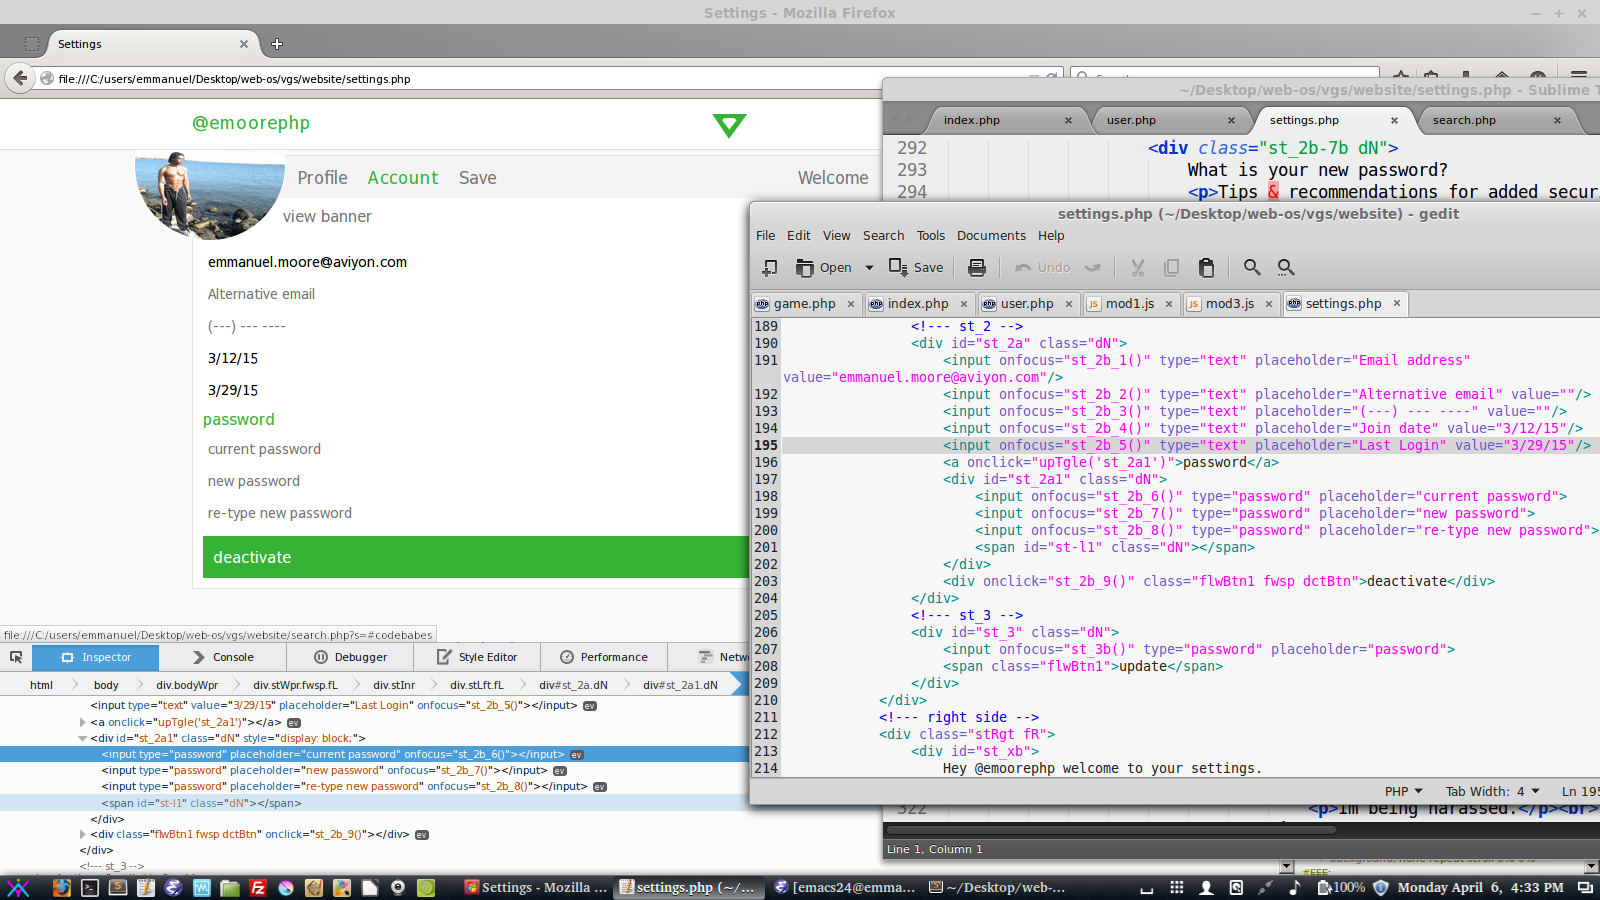 Settings - Mozilla Firefox
Settings
file:///C:/users/emmanuel/Desktop/web-os/vgs/website/settings.php
@emoorephp
Profile Account Save Welcome
view banner
emmanuel.moore@aviyon.com
Alternative email
(---) --- ----
3/12/15
3/29/15
password
current password
new password
re-type new password
deactivate
file:///C:/users/emmanuel/Desktop/web-os/vgs/website/search.php?s=#codebabes
Inspector Console Debugger Style Editor Performance
html body div.bodyWpr div.stWpr.fwsp.fL div.stInr div.stLft.fL div#st_2a.dN div#st_2a1.dN
<input type="text" value="3/29/15" placeholder="Last Login" onfocus="st_2b_5()"></input> ev
<a onclick="upTgle('st_2a1')"></a> ev
<div id="st_2a1" class="dN" style="display: block;">
<input type="password" placeholder="current password" onfocus="st_2b_6()"></input> ev
<input type="password" placeholder="new password" onfocus="st_2b_7()"></input> ev
<input type="password" placeholder="re-type new password" onfocus="st_2b_8()"></input> ev
<span id="st-l1" class="dN"></span>
</div>
<div class="flwBtn1 fwsp dctBtn" onclick="st_2b_9()"></div> ev
</div>
<!--- st_3 -->
~/Desktop/web-os/vgs/website/settings.php - Sublime T
index.php user.php settings.php search.php
292 <div class="st_2b-7b dN">
293 What is your new password?
294 <p>Tips & recommendations for added secur
settings.php (~/Desktop/web-os/vgs/website) - gedit
File Edit View Search Tools Documents Help
Open Save Undo
game.php index.php user.php mod1.js mod3.js settings.php
189 <!--- st_2 -->
190 <div id="st_2a" class="dN">
191 <input onfocus="st_2b_1()" type="text" placeholder="Email address"
value="emmanuel.moore@aviyon.com"/>
192 <input onfocus="st_2b_2()" type="text" placeholder="Alternative email" value=""/>
193 <input onfocus="st_2b_3()" type="text" placeholder="(---) --- ----" value=""/>
194 <input onfocus="st_2b_4()" type="text" placeholder="Join date" value="3/12/15"/>
195 <input onfocus="st_2b_5()" type="text" placeholder="Last Login" value="3/29/15"/>
196 <a onclick="upTgle('st_2a1')">password</a>
197 <div id="st_2a1" class="dN">
198 <input onfocus="st_2b_6()" type="password" placeholder="current password">
199 <input onfocus="st_2b_7()" type="password" placeholder="new password">
200 <input onfocus="st_2b_8()" type="password" placeholder="re-type new password">
201 <span id="st-l1" class="dN"></span>
202 </div>
203 <div onclick="st_2b_9()" class="flwBtn1 fwsp dctBtn">deactivate</div>
204 </div>
205 <!--- st_3 -->
206 <div id="st_3" class="dN">
207 <input onfocus="st_3b()" type="password" placeholder="password">
208 <span class="flwBtn1">update</span>
209 </div>
210 </div>
211 <!--- right side -->
212 <div class="stRgt fR">
213 <div id="st_xb">
214 Hey @emoorephp welcome to your settings.
PHP Tab Width: 4 Ln 195
322 <p>Im being harassed.</p><br>
Line 1, Column 1
#EEE;
Settings - Mozilla ... settings.php (~/... [emacs24@emma... ~/Desktop/web-... 100% Monday April 6, 4:33 PM